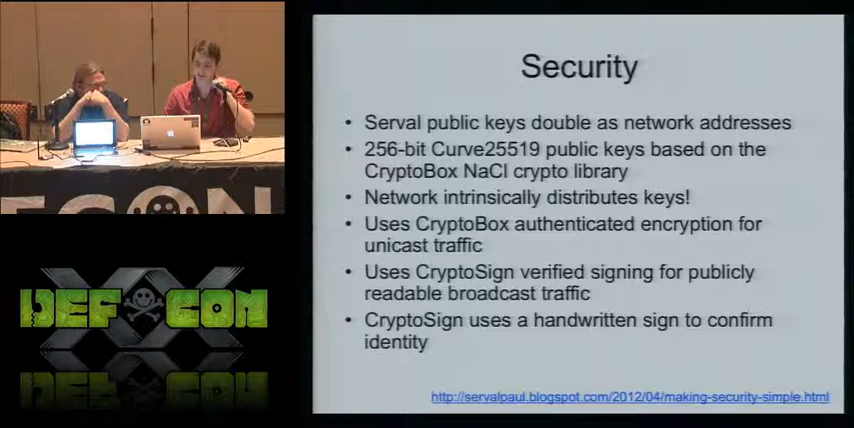 Security
• Serval public keys double as network addresses
• 256-bit Curve25519 public keys based on the
CryptoBox NaCl crypto library
• Network intrinsically distributes keys!
• Uses CryptoBox authenticated encryption for
unicast traffic
• Uses CryptoSign verified signing for publicly
readable broadcast traffic
• CryptoSign uses a handwritten sign to confirm
identity
http://servalpaul.blogspot.com/2012/04/making-security-simple.html
DEFCON
XX